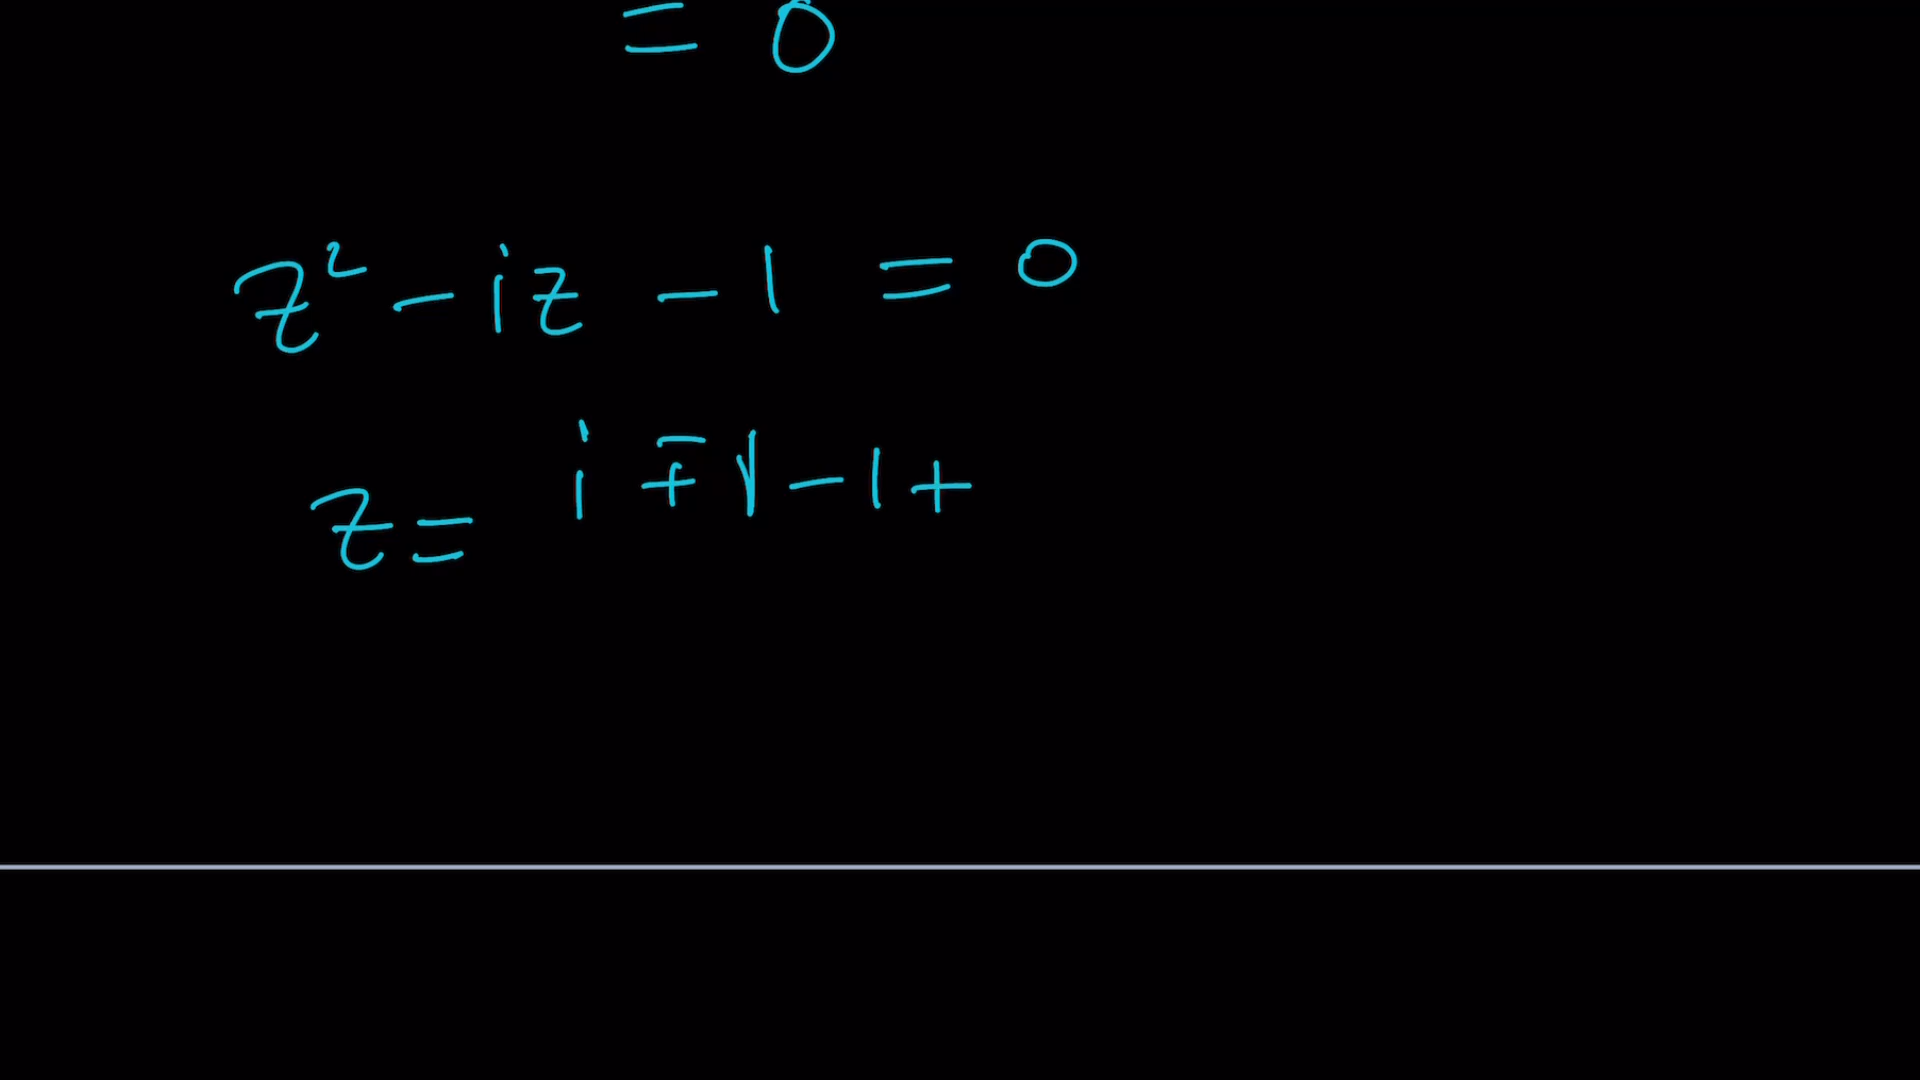 = 0
z² - iz - 1 = 0
z = i ∓ √-1 +